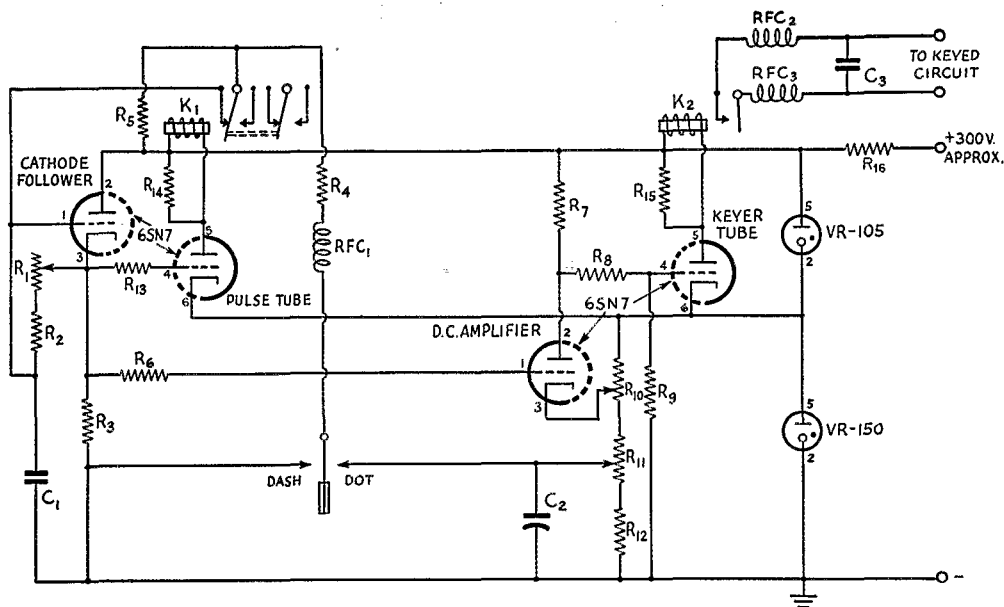 RFC2
RFC3
C3
TO KEYED
CIRCUIT
R5
K1
K2
+300V.
APPROX.
R16
CATHODE
FOLLOWER
2
R14
R4
R7
R15
KEYER
TUBE
5
VR-105
2
1
6SN7
5
RFC1
R8
4
5
3
R1
R13
4
6
PULSE TUBE
6SN7
6
R2
D.C. AMPLIFIER
2
R6
1
R10
R9
3
5
VR-150
2
R3
R11
DASH
DOT
C1
C2
R12
-